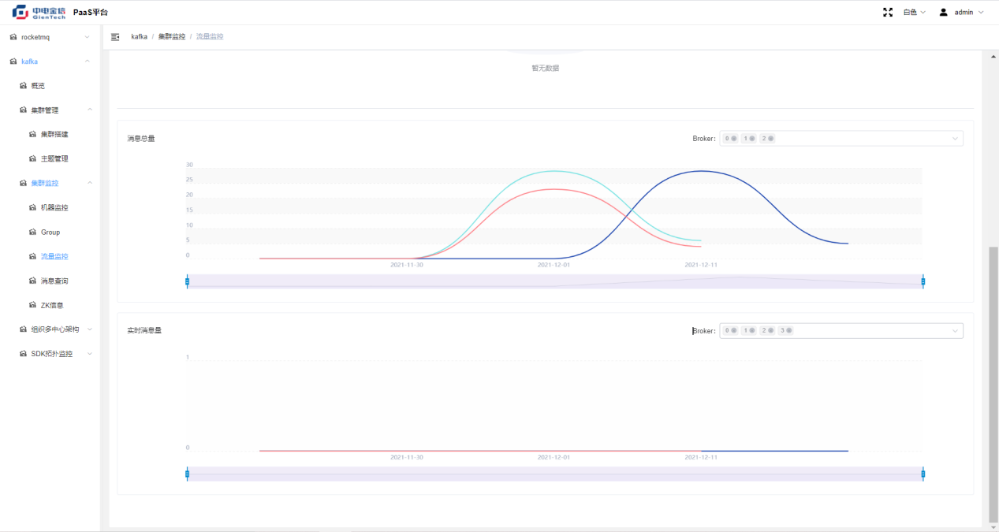 中电金信 GienTech PaaS平台
白色 admin
rocketmq
kafka
概览
集群管理
集群搭建
主题管理
集群监控
机器监控
Group
流量监控
消息查询
ZK信息
组织多中心架构
SDK拓扑监控
kafka / 集群监控 / 流量监控
暂无数据
消息总量
Broker: 0 1 2
30
25
20
15
10
5
0
2021-11-30 2021-12-01 2021-12-11
实时消息量
Broker: 0 1 2 3
1
0
2021-11-30 2021-12-01 2021-12-11